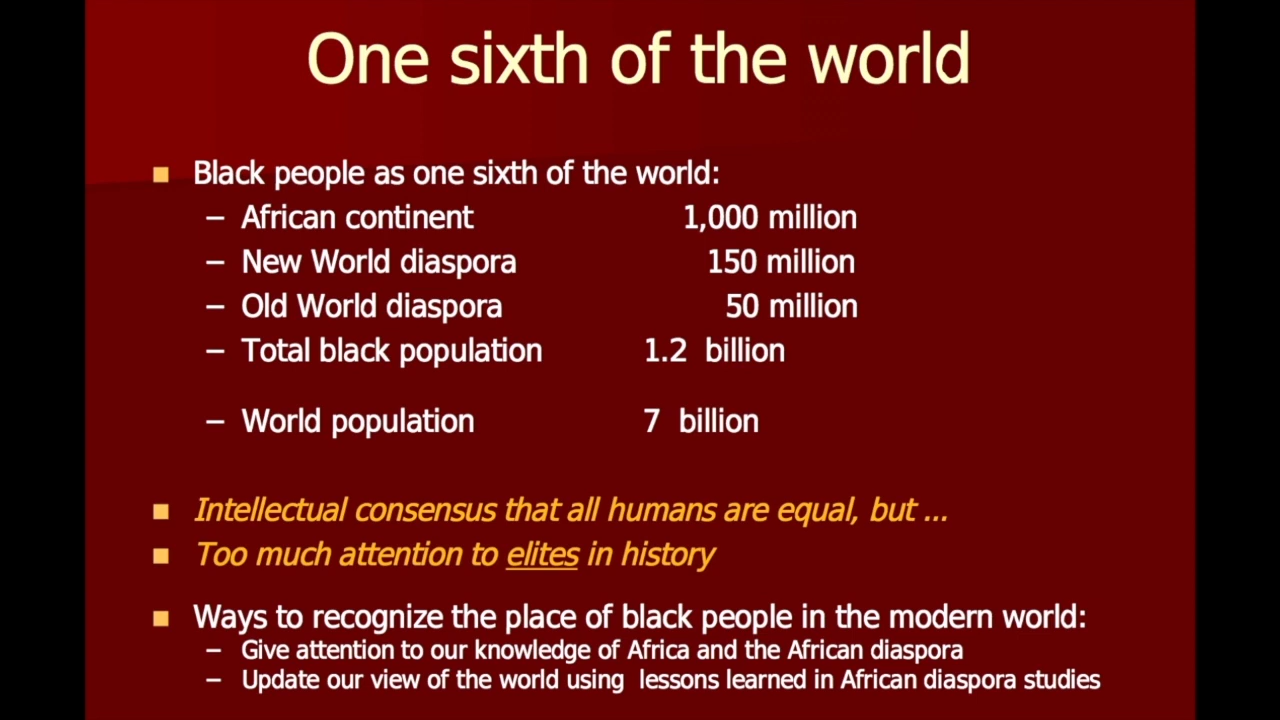 One sixth of the world
Black people as one sixth of the world:
– African continent 1,000 million
– New World diaspora 150 million
– Old World diaspora 50 million
– Total black population 1.2 billion
– World population 7 billion
Intellectual consensus that all humans are equal, but ...
Too much attention to elites in history
Ways to recognize the place of black people in the modern world:
– Give attention to our knowledge of Africa and the African diaspora
– Update our view of the world using lessons learned in African diaspora studies